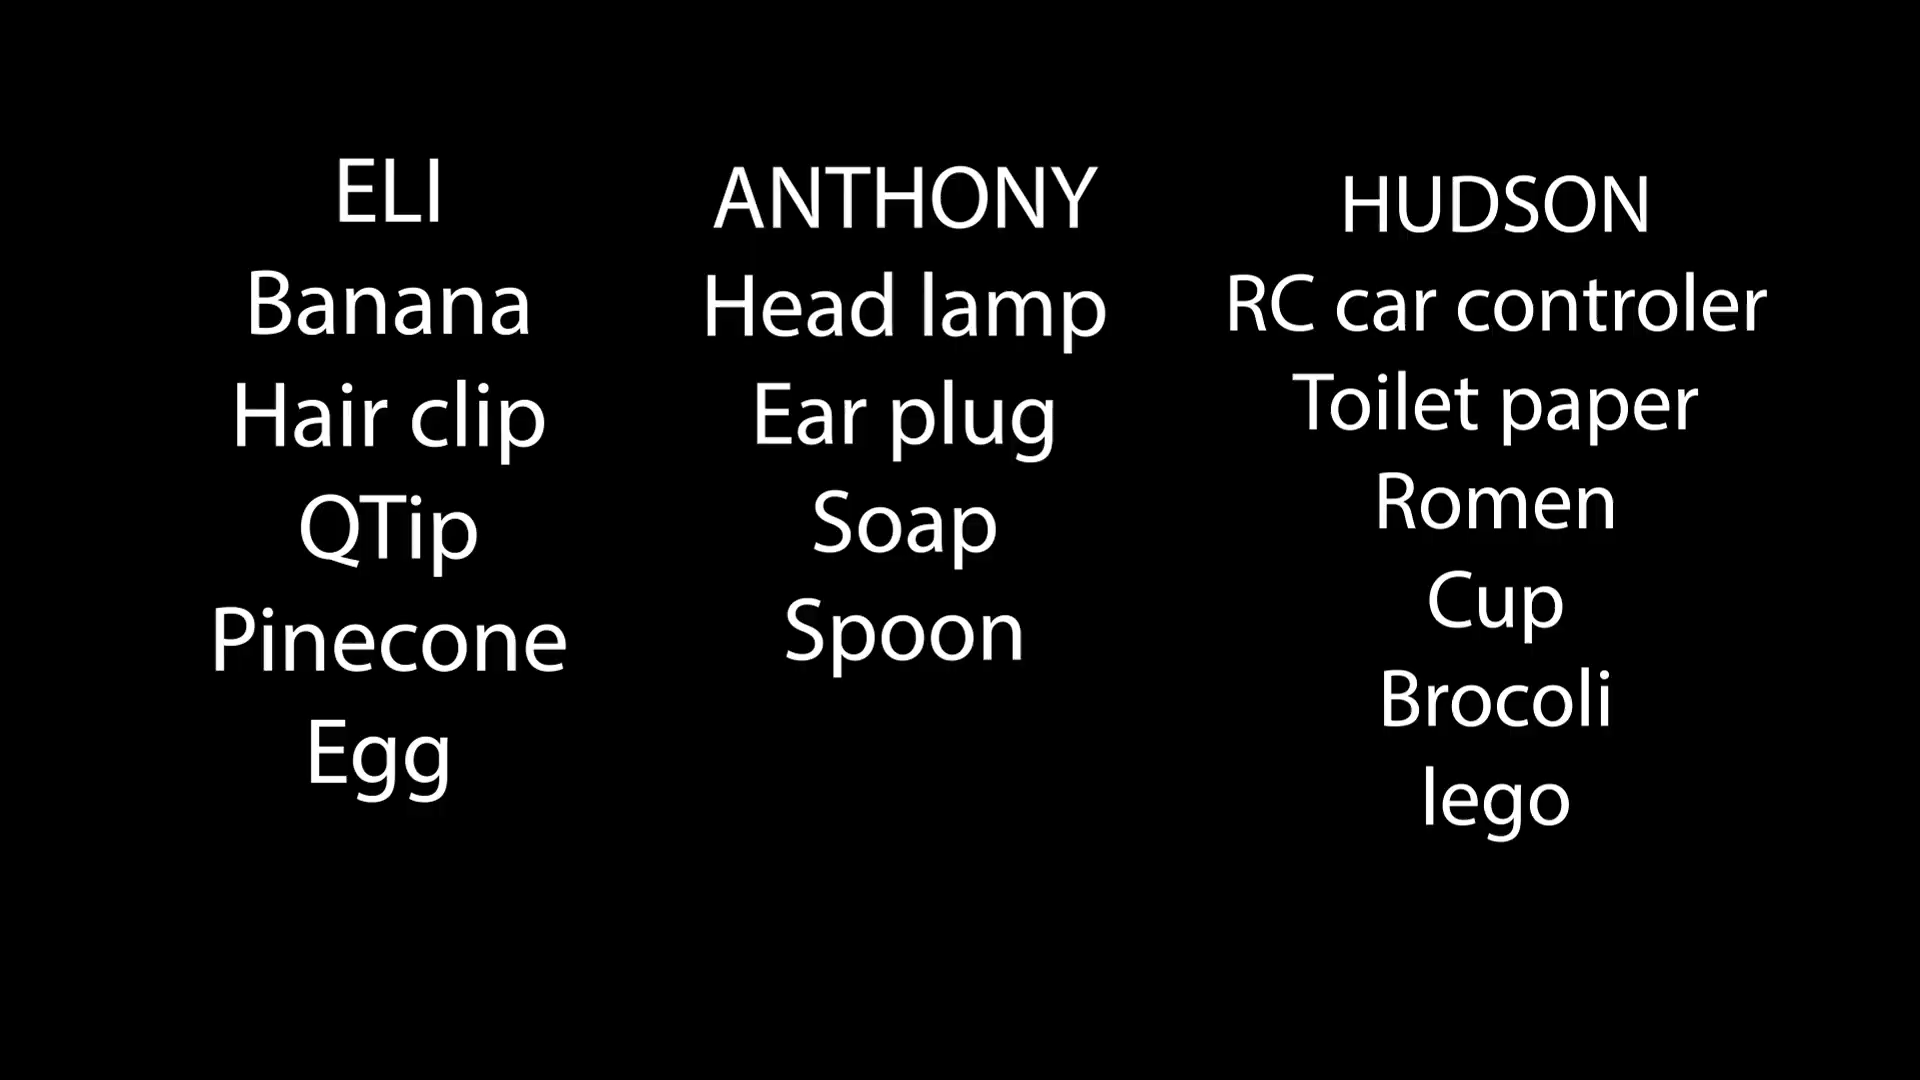 ELI
Banana
Hair clip
QTip
Pinecone
Egg
ANTHONY
Head lamp
Ear plug
Soap
Spoon
HUDSON
RC car controler
Toilet paper
Romen
Cup
Brocoli
lego